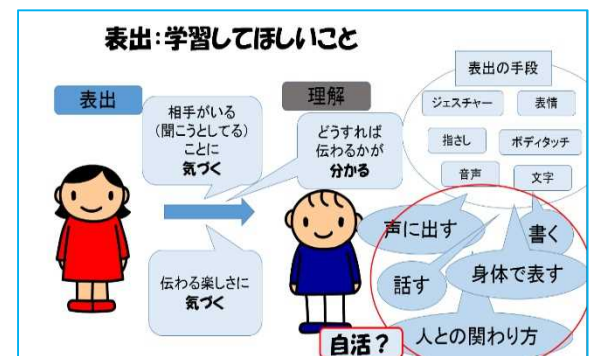 表出:学習してほしいこと
表出
相手がいる
(聞こうとしてる)
ことに
気づく
理解
どうすれば
伝わるかが
分かる
伝わる楽しさに
気づく
表出の手段
ジェスチャー
表情
指さし
ボディタッチ
音声
文字
声に出す
書く
話す
身体で表す
人との関わり方
自活?